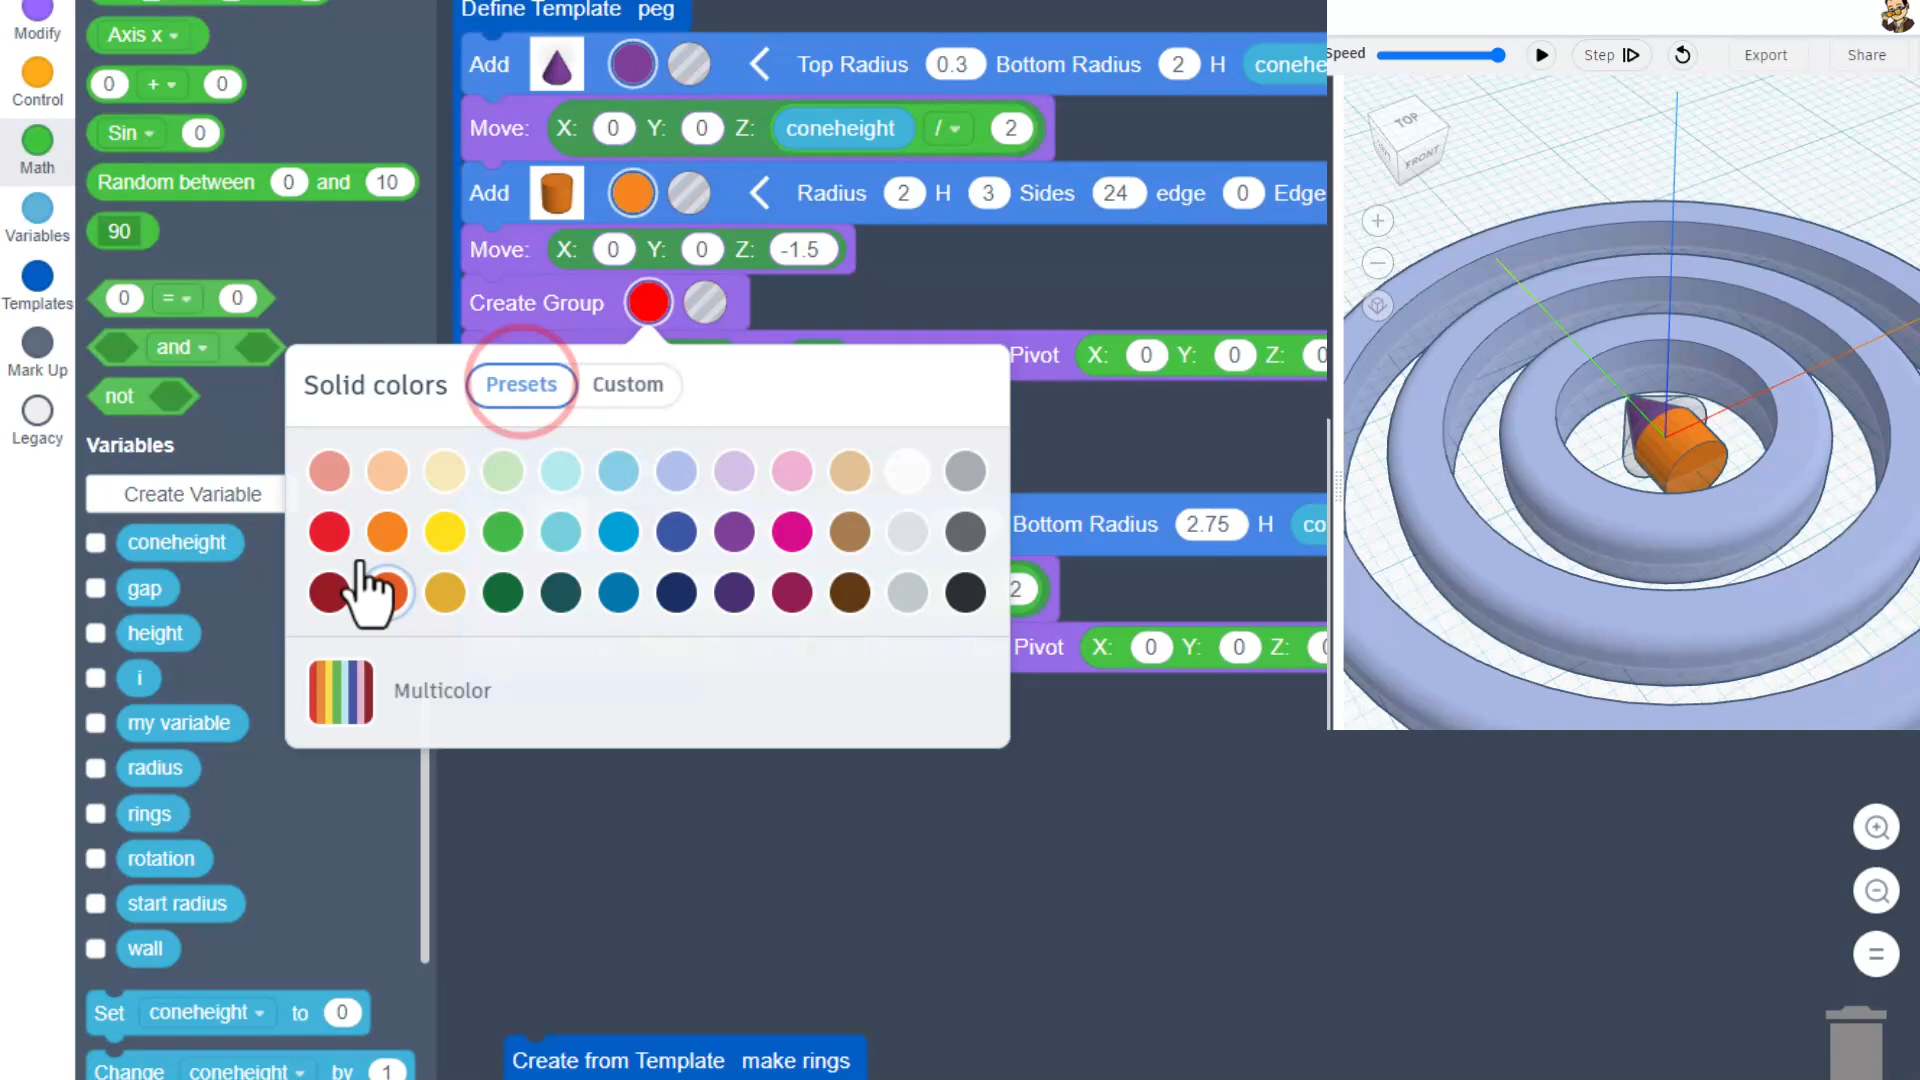 Modify
Control
Math
Variables
Templates
Mark Up
Legacy
Axis x
0 + 0
Sin 0
Random between 0 and 10
90
0 = 0
and
not
Variables
Create Variable
coneheight
gap
height
i
my variable
radius
rings
rotation
start radius
wall
Set coneheight to 0
Change coneheight by 1
Define Template peg
Add Top Radius 0.3 Bottom Radius 2 H conehe
Move: X: 0 Y: 0 Z: coneheight / 2
Add Radius 2 H 3 Sides 24 edge 0 Edge
Move: X: 0 Y: 0 Z: -1.5
Create Group
Pivot X: 0 Y: 0 Z: 0
Solid colors Presets Custom
Multicolor
Bottom Radius 2.75 H co
2
Pivot X: 0 Y: 0 Z:
Create from Template make rings
Speed Step Export Share
TOP
FRONT